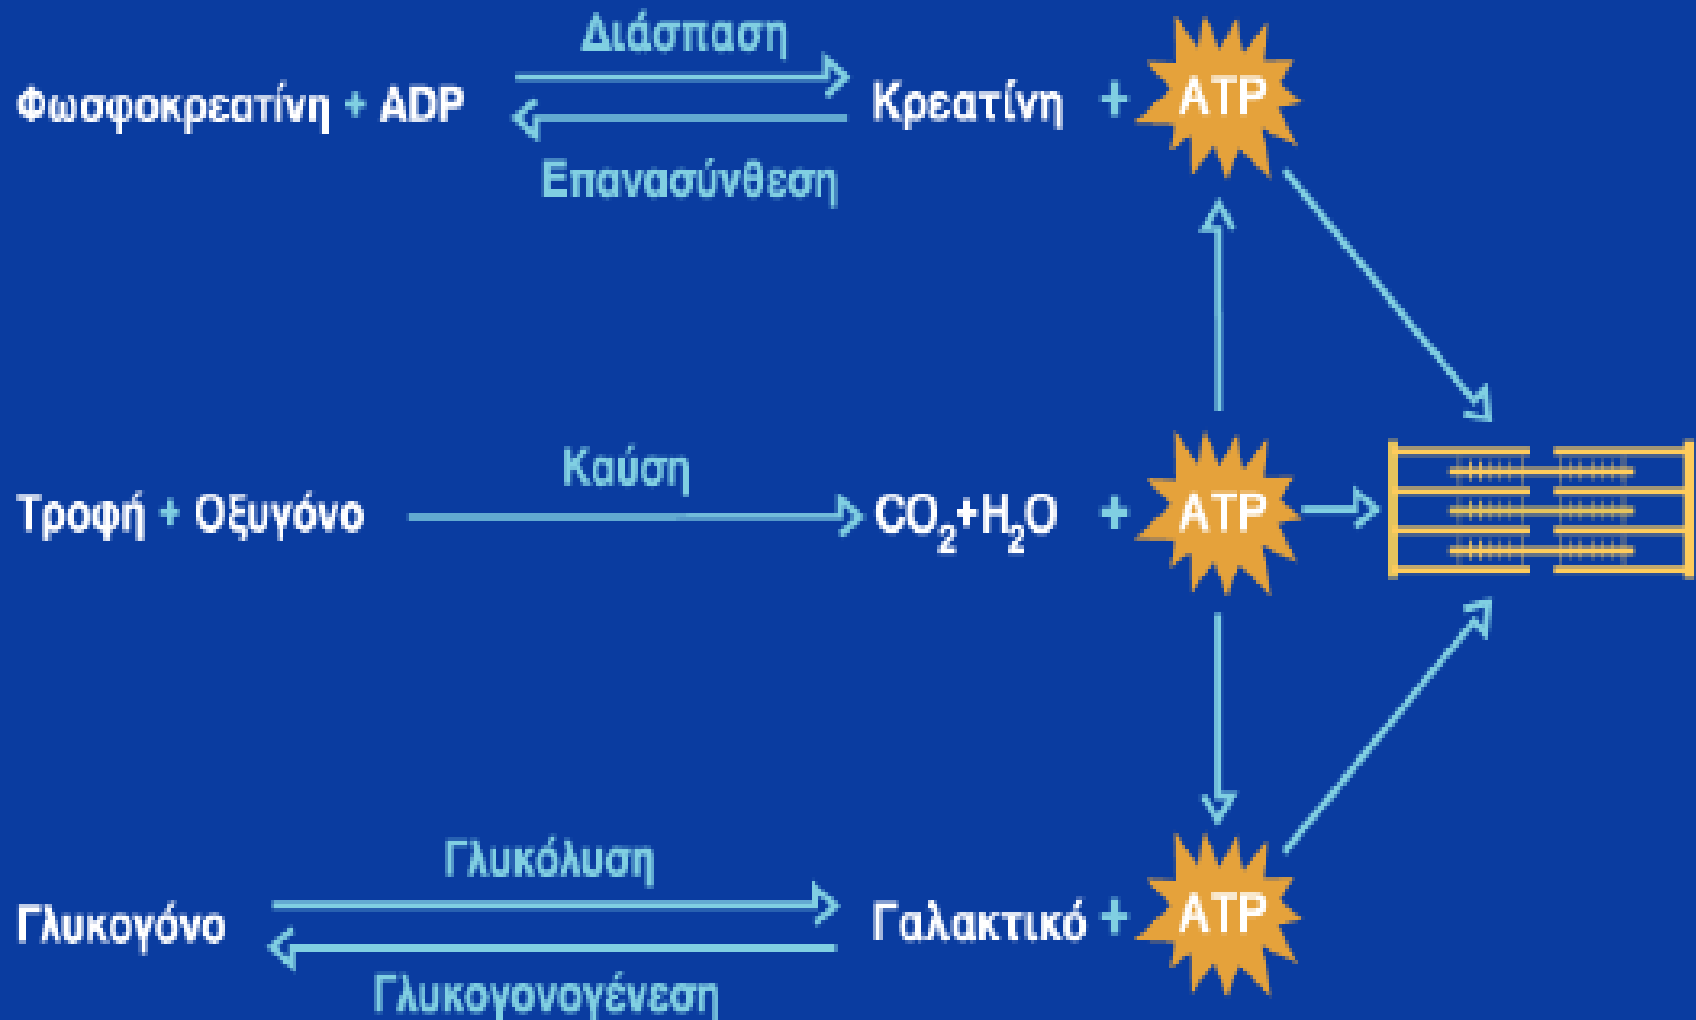 Διάσπαση
Φωσφοκρεατίνη + ADP Κρεατίνη + ATP
Επανασύνθεση
Καύση
Τροφή + Οξυγόνο CO₂+H₂O + ATP
Γλυκόλυση
Γλυκογόνο Γαλακτικό + ATP
Γλυκογονογένεση